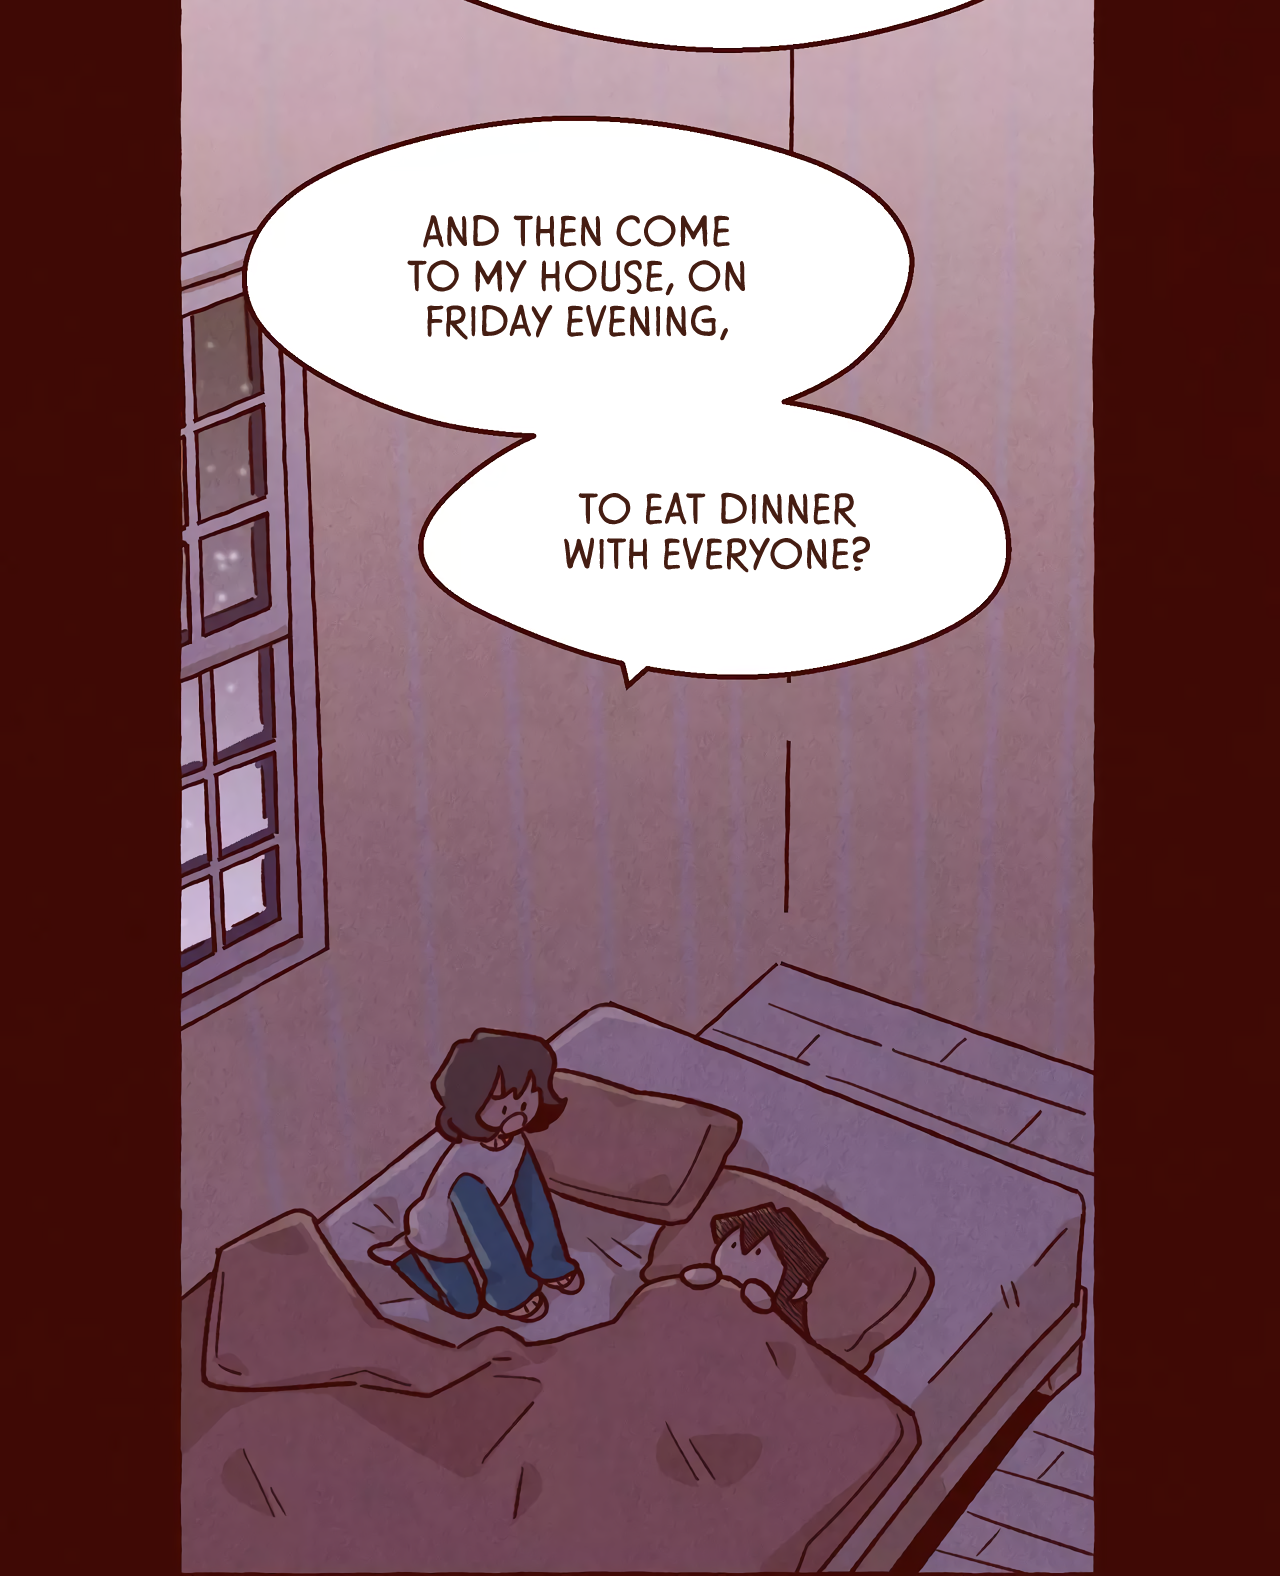 AND THEN COME
TO MY HOUSE, ON
FRIDAY EVENING,
TO EAT DINNER
WITH EVERYONE?